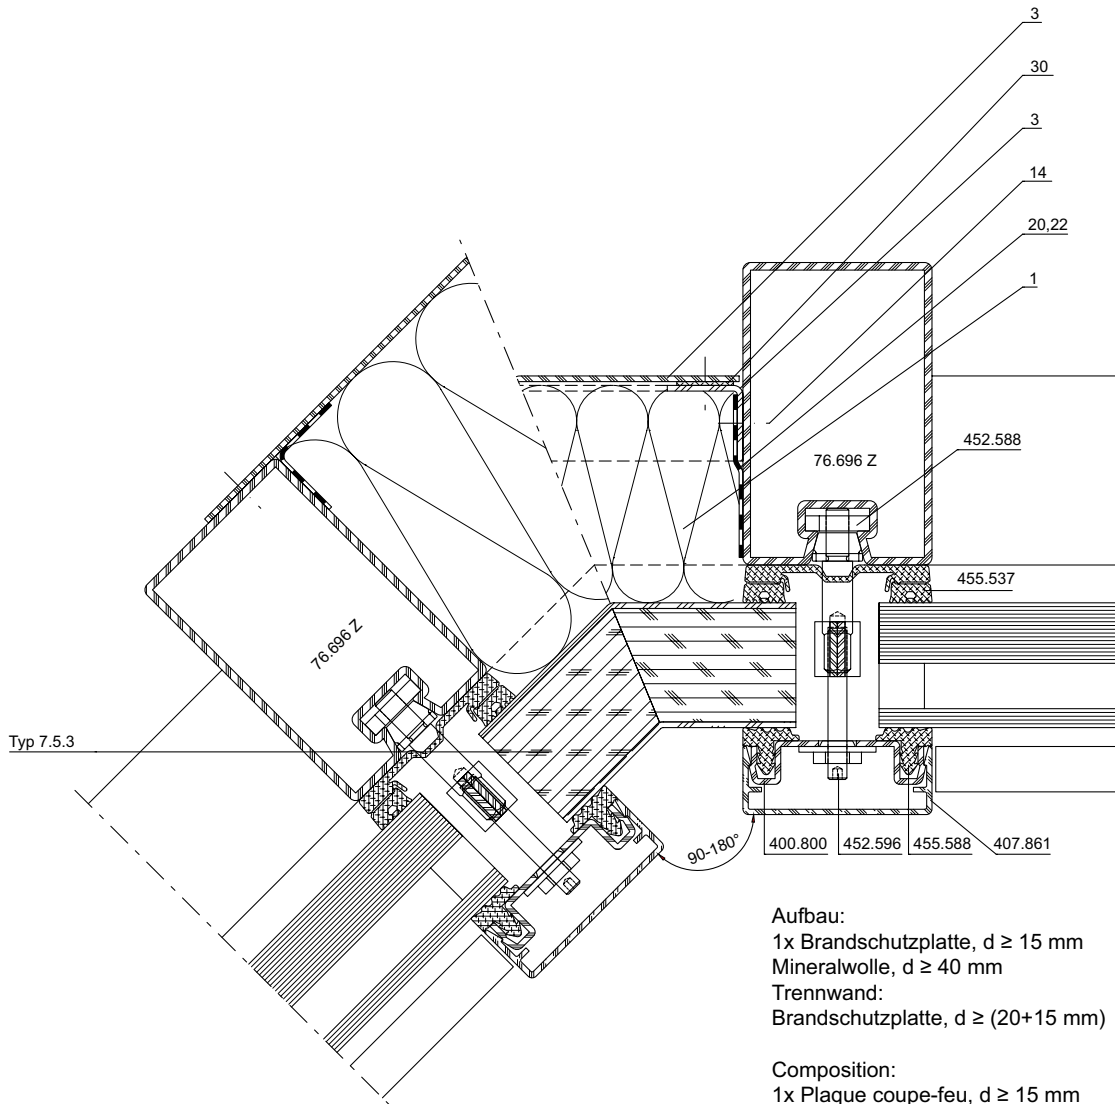 3
30
3
14
20,22
1
452.588
76.696 Z
455.537
76.696 Z
Typ 7.5.3
90-180°
400.800
452.596
455.588
407.861
Aufbau:
1x Brandschutzplatte, d ≥ 15 mm
Mineralwolle, d ≥ 40 mm
Trennwand:
Brandschutzplatte, d ≥ (20+15 mm)
Composition:
1x Plaque coupe-feu, d ≥ 15 mm